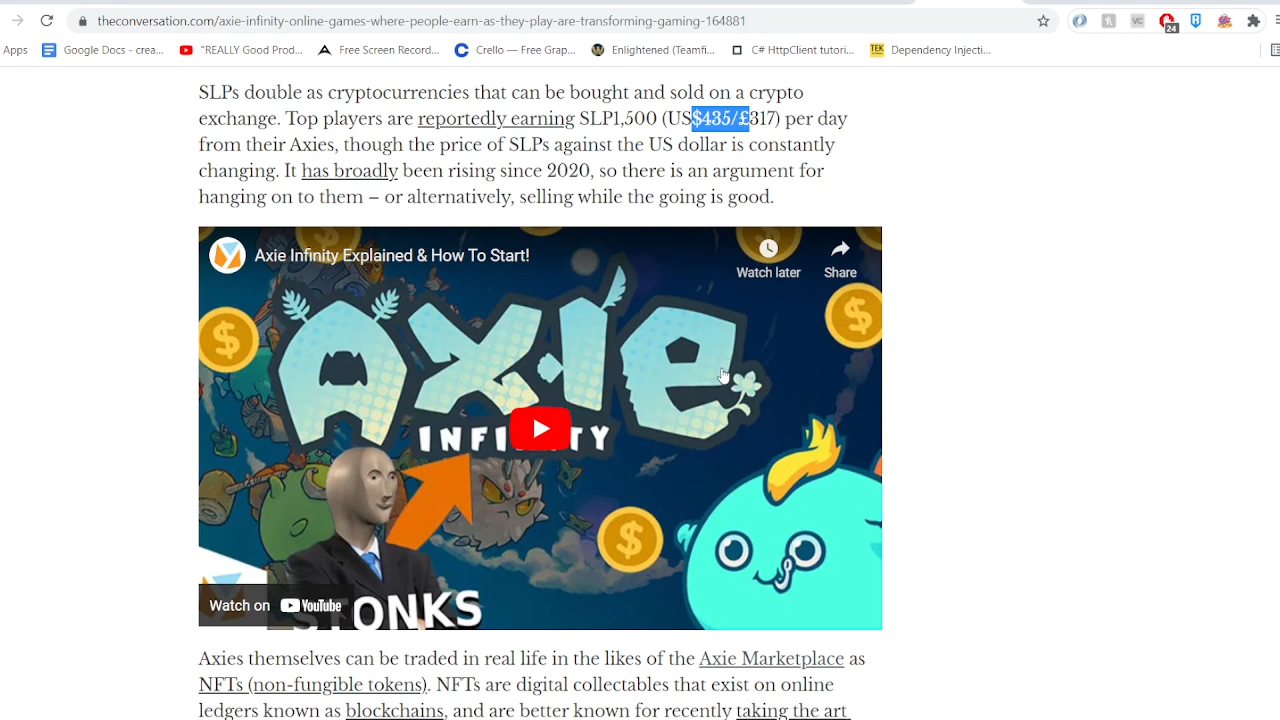 theconversation.com/axie-infinity-online-games-where-people-earn-as-they-play-are-transforming-gaming-164881
VC
24
Apps
Google Docs - crea...
"REALLY Good Prod...
Free Screen Record...
Crello — Free Grap...
Enlightened (Teamfi...
C# HttpClient tutori...
TEK
Dependency Injecti...
SLPs double as cryptocurrencies that can be bought and sold on a crypto
exchange. Top players are reportedly earning SLP1,500 (US$435/£317) per day
from their Axies, though the price of SLPs against the US dollar is constantly
changing. It has broadly been rising since 2020, so there is an argument for
hanging on to them – or alternatively, selling while the going is good.
Axie Infinity Explained & How To Start!
Watch later
Share
AXIE
INFINITY
STONKS
Watch on YouTube
Axies themselves can be traded in real life in the likes of the Axie Marketplace as
NFTs (non-fungible tokens). NFTs are digital collectables that exist on online
ledgers known as blockchains, and are better known for recently taking the art